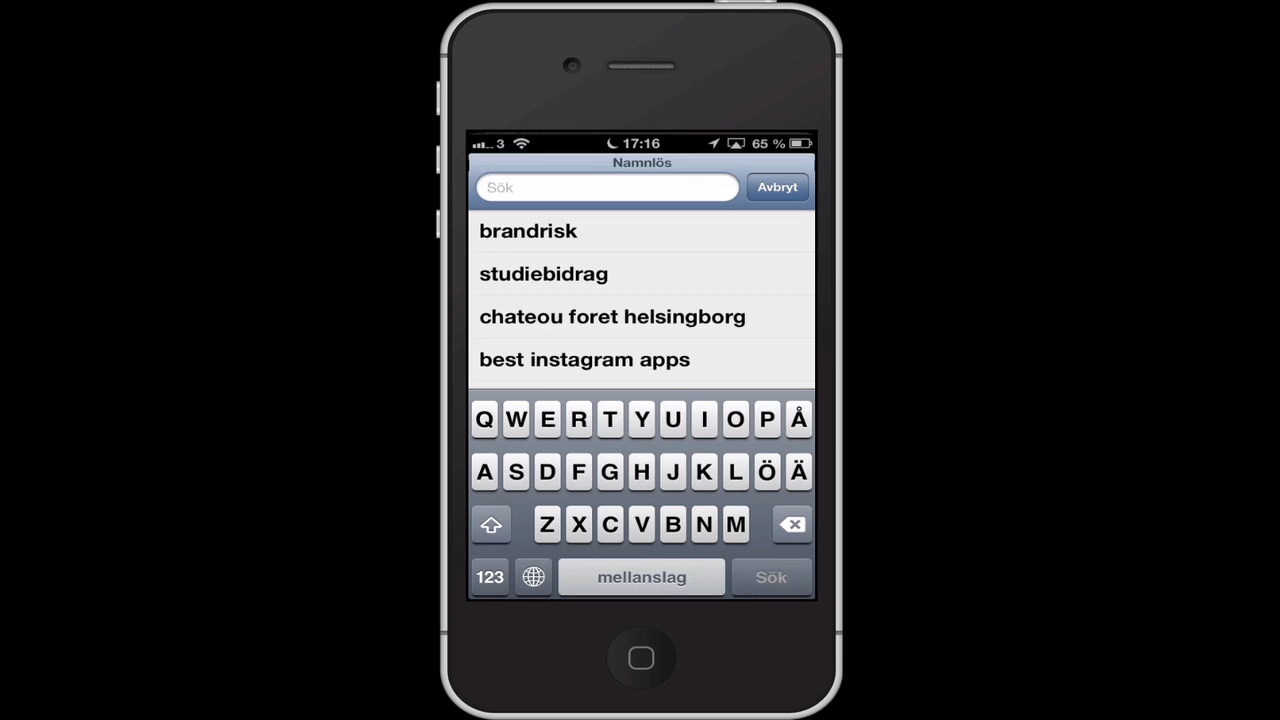 3 17:16 65 %
Namnlös
Sök Avbryt
brandrisk
studiebidrag
chateou foret helsingborg
best instagram apps
Q W E R T Y U I O P Å
A S D F G H J K L Ö Ä
Z X C V B N M
123 mellanslag Sök